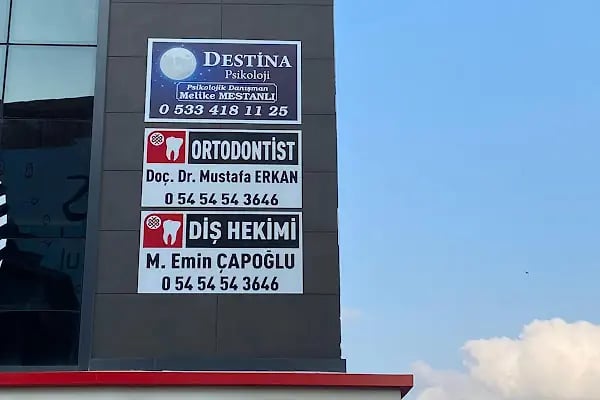 DESTİNA
Psikoloji
Psikolojik Danışman
Melike MESTANLI
0 533 418 11 25
ORTODONTİST
Doç. Dr. Mustafa ERKAN
0 54 54 54 3646
DİŞ HEKİMİ
M. Emin ÇAPOĞLU
0 54 54 54 3646